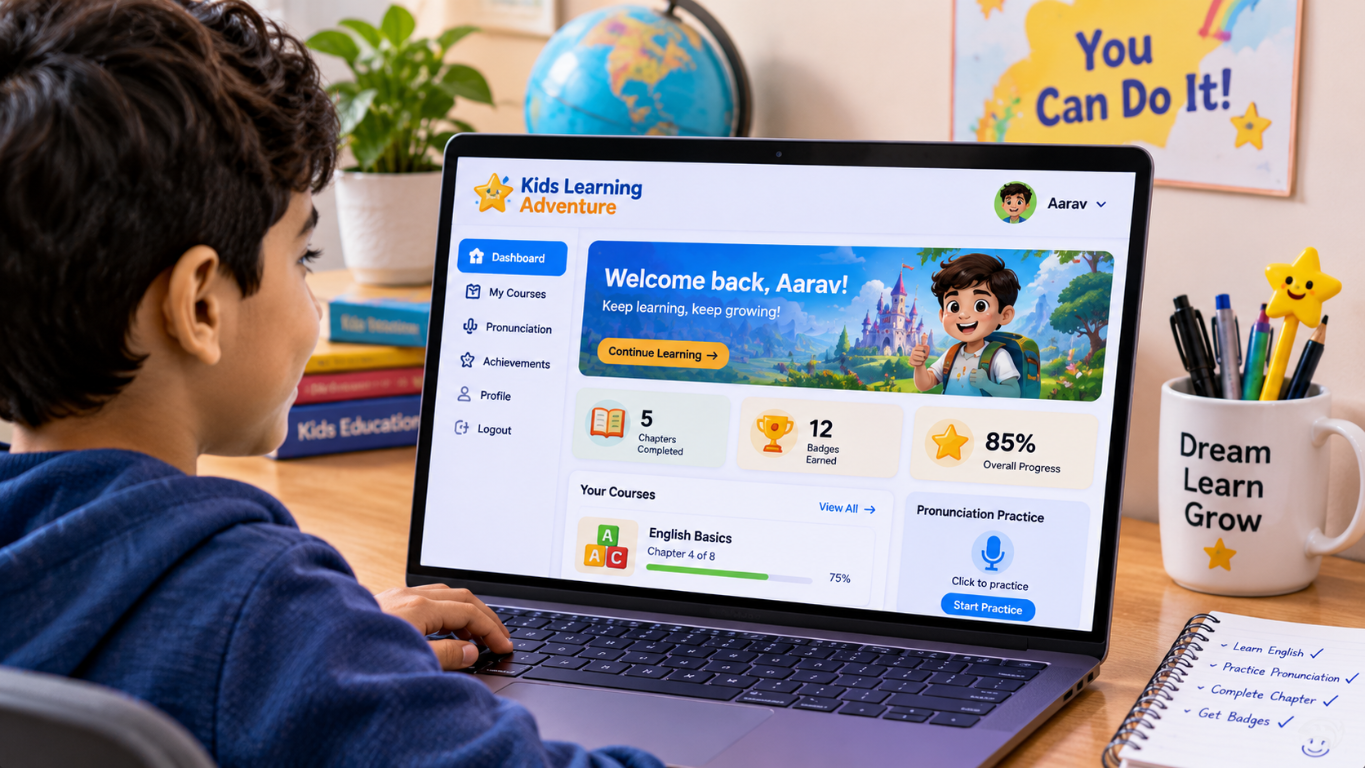 You
Can Do It!
Kids Learning
Adventure
Aarav
Dashboard
My Courses
Pronunciation
Achievements
Profile
Logout
Welcome back, Aarav!
Keep learning, keep growing!
Continue Learning →
5
Chapters
Completed
12
Badges
Earned
85%
Overall Progress
Your Courses
View All →
A
A C
English Basics
Chapter 4 of 8
75%
Pronunciation Practice
Click to practice
Start Practice
Kids Education
Dream
Learn
Grow
Learn English ✓
Practice Pronunciation ✓
Complete Chapter ✓
Get Badges ✓